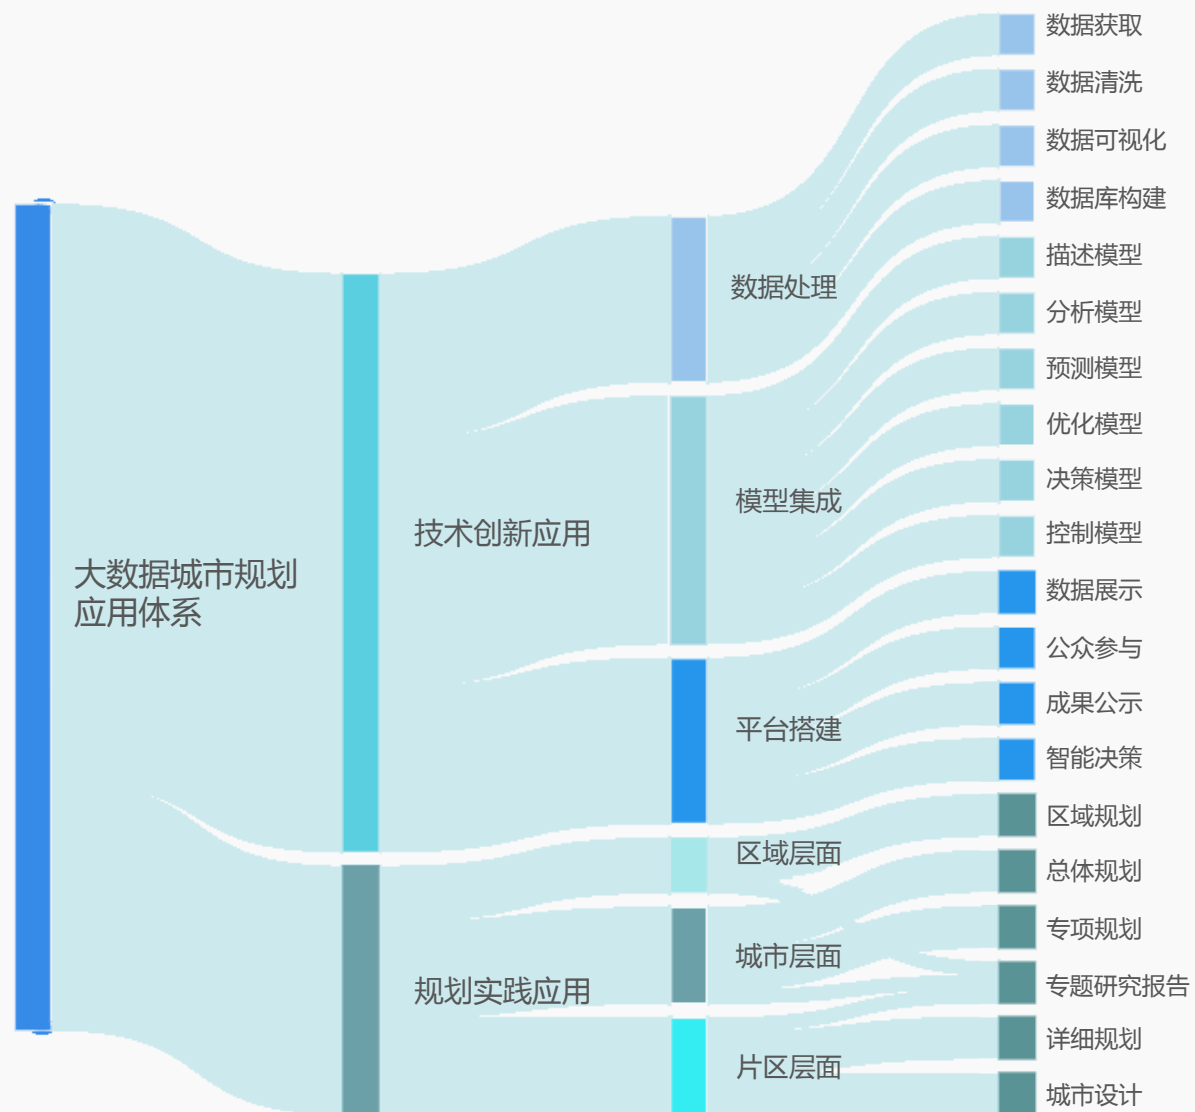 大数据城市规划
应用体系
技术创新应用
规划实践应用
数据处理
模型集成
平台搭建
区域层面
城市层面
片区层面
数据获取
数据清洗
数据可视化
数据库构建
描述模型
分析模型
预测模型
优化模型
决策模型
控制模型
数据展示
公众参与
成果公示
智能决策
区域规划
总体规划
专项规划
专题研究报告
详细规划
城市设计